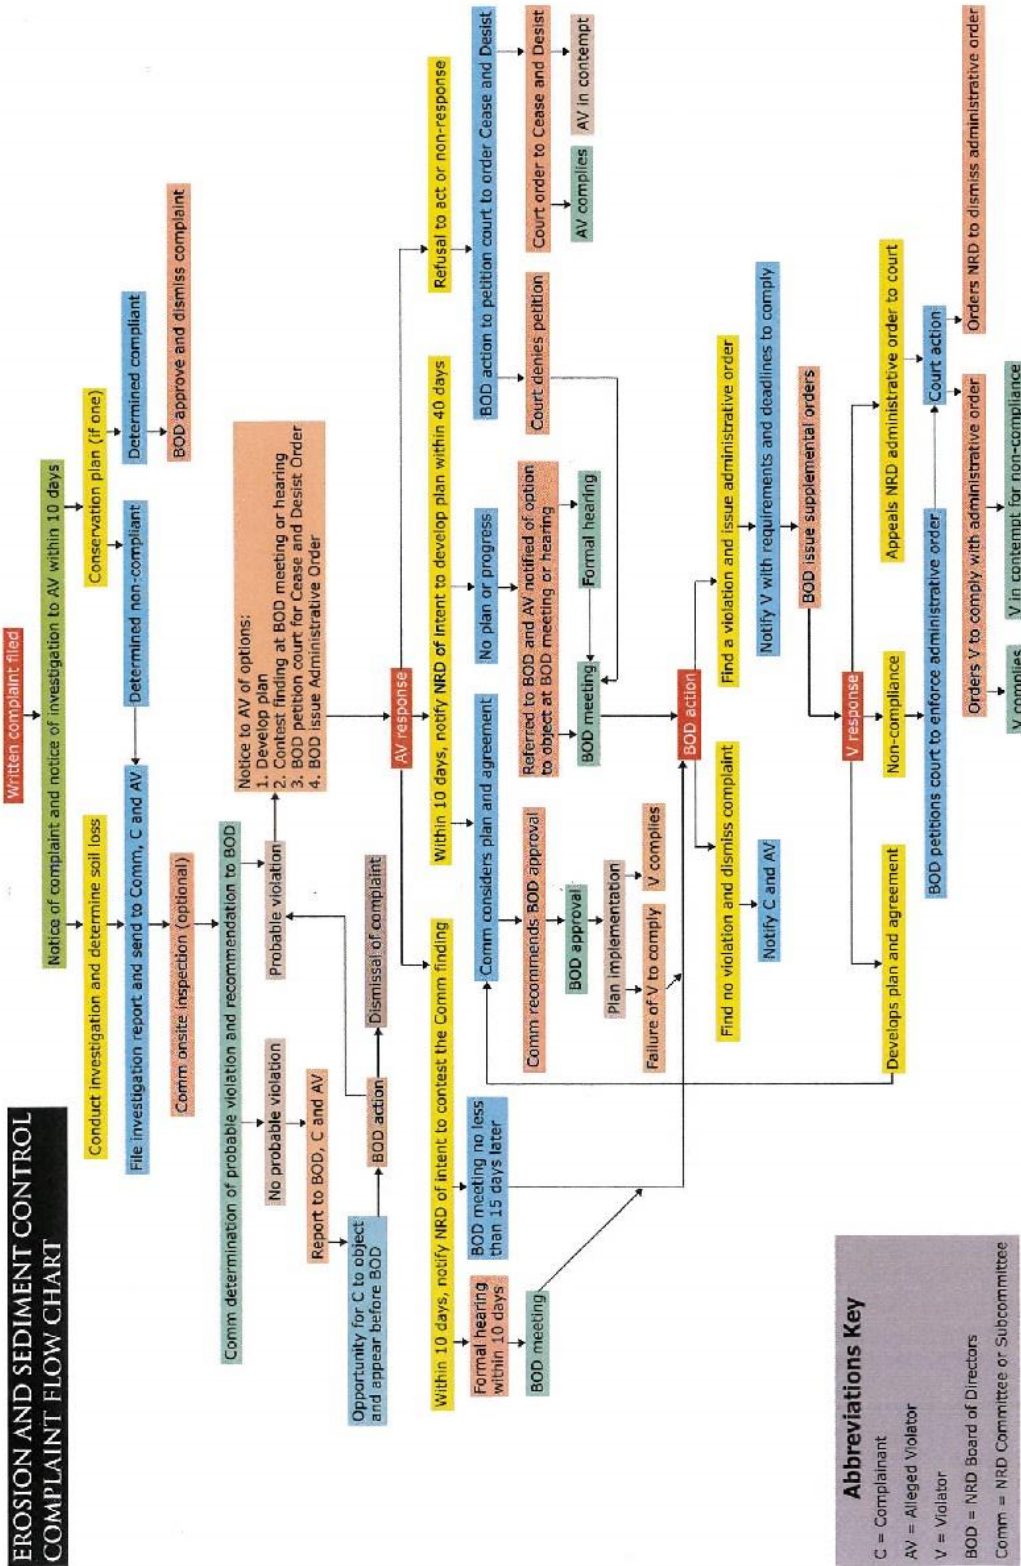 EROSION AND SEDIMENT CONTROL
COMPLAINT FLOW CHART
Written complaint filed
Notice of complaint and notice of investigation to AV within 10 days
Conduct investigation and determine soil loss
Conservation plan (if one)
File investigation report and send to Comm, C and AV
Determined non-compliant
Determined compliant
Comm onsite inspection (optional)
BOD approve and dismiss complaint
Comm determination of probable violation and recommendation to BOD
No probable violation
Probable violation
Notice to AV of options:
1. Develop plan
2. Contest finding at BOD meeting or hearing
3. BOD petition court for Cease and Desist Order
4. BOD issue Administrative Order
Report to BOD, C and AV
Opportunity for C to object
and appear before BOD
BOD action
Dismissal of complaint
AV response
Within 10 days, notify NRD of intent to contest the Comm finding
Within 10 days, notify NRD of intent to develop plan within 40 days
Refusal to act or non-response
Formal hearing
within 10 days
BOD meeting no less
than 15 days later
Comm considers plan and agreement
No plan or progress
BOD action to petition court to order Cease and Desist
BOD meeting
Comm recommends BOD approval
Referred to BOD and AV notified of option
to object at BOD meeting or hearing
Court denies petition
Court order to Cease and Desist
BOD approval
BOD meeting
Formal hearing
AV complies
AV in contempt
Plan implementation
Failure of V to comply
V complies
BOD action
Find no violation and dismiss complaint
Find a violation and issue administrative order
Notify C and AV
Notify V with requirements and deadlines to comply
BOD issue supplemental orders
V response
Develops plan and agreement
Non-compliance
Appeals NRD administrative order to court
BOD petitions court to enforce administrative order
Court action
Orders V to comply with administrative order
Orders NRD to dismiss administrative order
V complies
V in contempt for non-compliance
Abbreviations Key
C = Complainant
AV = Alleged Violator
V = Violator
BOD = NRD Board of Directors
Comm = NRD Committee or Subcommittee